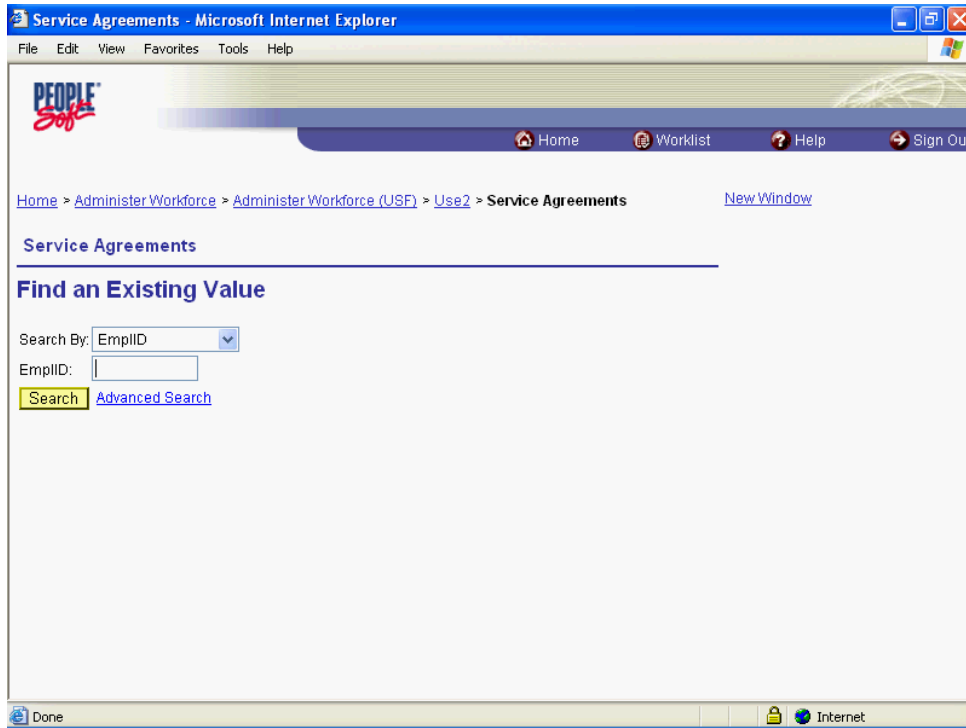 Service Agreements - Microsoft Internet Explorer
File Edit View Favorites Tools Help
PEOPLE
Soft
Home Worklist Help Sign Ou
Home > Administer Workforce > Administer Workforce (USF) > Use2 > Service Agreements New Window
Service Agreements
Find an Existing Value
Search By: EmplID
EmplID:
Search Advanced Search
Done Internet